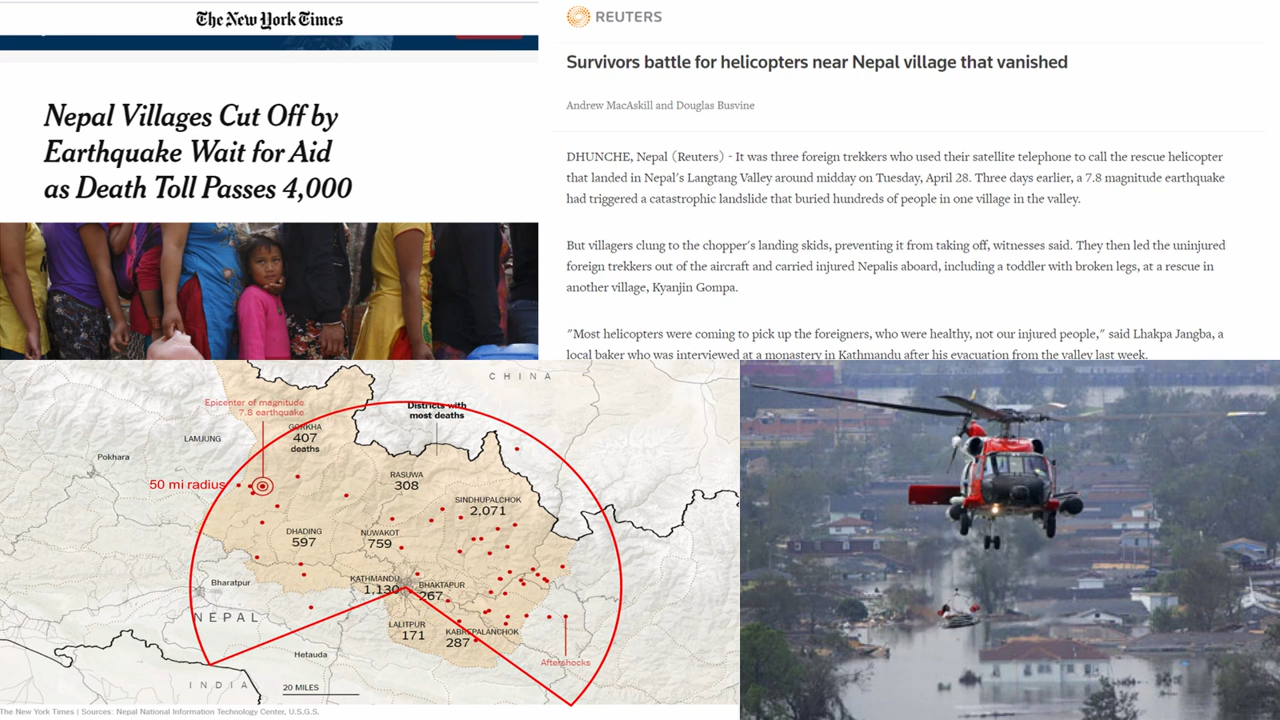 The New York Times
Nepal Villages Cut Off by
Earthquake Wait for Aid
as Death Toll Passes 4,000
REUTERS
Survivors battle for helicopters near Nepal village that vanished
Andrew MacAskill and Douglas Busvine
DHUNCHE, Nepal (Reuters) - It was three foreign trekkers who used their satellite telephone to call the rescue helicopter
that landed in Nepal's Langtang Valley around midday on Tuesday, April 28. Three days earlier, a 7.8 magnitude earthquake
had triggered a catastrophic landslide that buried hundreds of people in one village in the valley.
But villagers clung to the chopper's landing skids, preventing it from taking off, witnesses said. They then led the uninjured
foreign trekkers out of the aircraft and carried injured Nepalis aboard, including a toddler with broken legs, at a rescue in
another village, Kyanjin Gompa.
"Most helicopters were coming to pick up the foreigners, who were healthy, not our injured people," said Lhakpa Jangba, a
local baker who was interviewed at a monastery in Kathmandu after his evacuation from the valley last week.
CHINA
Epicenter of magnitude
7.8 earthquake
Districts with
most deaths
GORKHA
407
deaths
LAMJUNG
Pokhara
50 mi radius
RASUWA
308
SINDHUPALCHOK
2,071
DHADING
597
NUWAKOT
759
Bharatpur
KATHMANDU
1,130
BHAKTAPUR
267
NEPAL
LALITPUR
171
KABREPALANCHOK
287
Hetauda
Aftershocks
INDIA
20 MILES
The New York Times | Sources: Nepal National Information Technology Center, U.S.G.S.